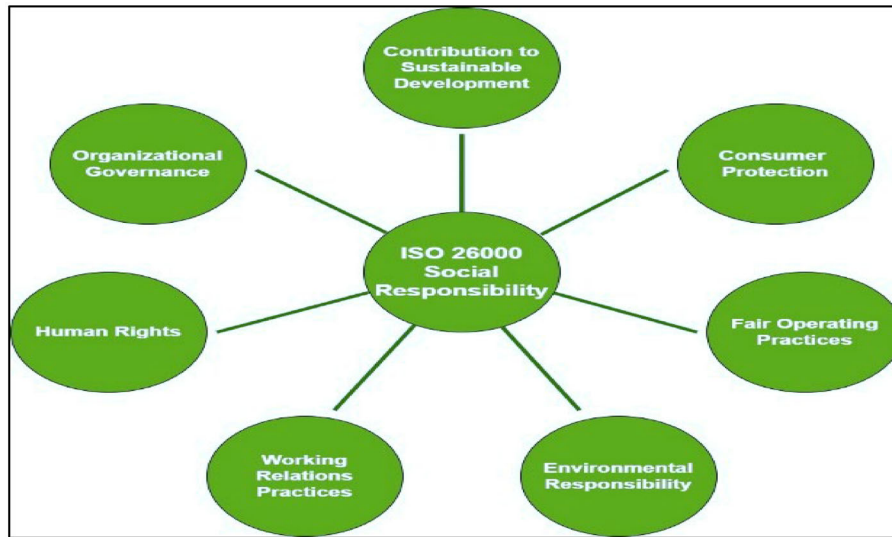 Contribution to
Sustainable
Development
Organizational
Governance
Consumer
Protection
ISO 26000
Social
Responsibility
Human Rights
Fair Operating
Practices
Working
Relations
Practices
Environmental
Responsibility